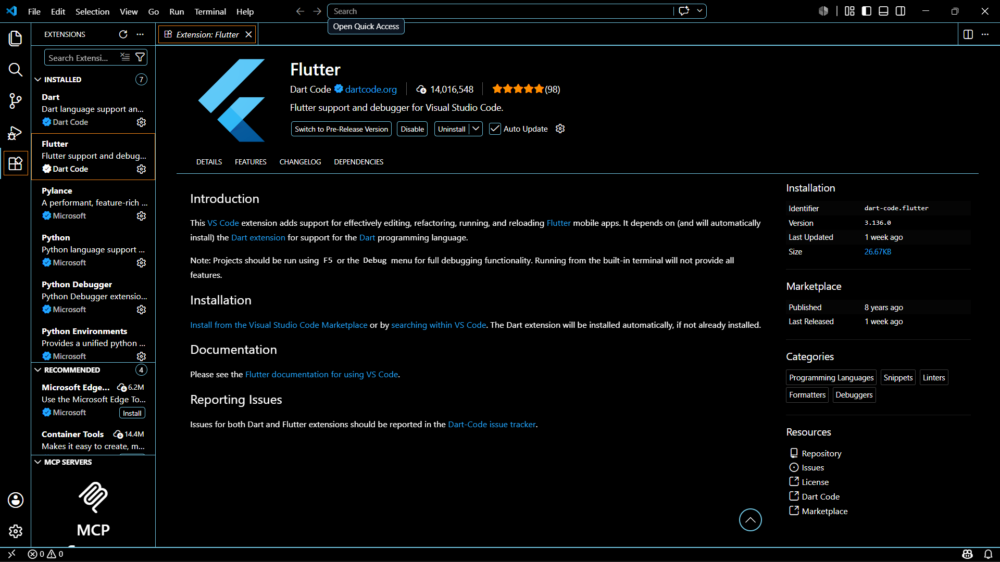 File Edit Selection View Go Run Terminal Help
Search
Open Quick Access
EXTENSIONS
Extension: Flutter
Search Extensi...
INSTALLED 7
Dart
Dart language support an...
Dart Code
Flutter
Flutter support and debug...
Dart Code
Pylance
A performant, feature-rich ...
Microsoft
Python
Python language support ...
Microsoft
Python Debugger
Python Debugger extensio...
Microsoft
Python Environments
Provides a unified python ...
Microsoft
RECOMMENDED 4
Microsoft Edge... 6.2M
Use the Microsoft Edge To...
Microsoft Install
Container Tools 14.4M
Makes it easy to create, m...
MCP SERVERS
MCP
Flutter
Dart Code dartcode.org 14,016,548 (98)
Flutter support and debugger for Visual Studio Code.
Switch to Pre-Release Version Disable Uninstall Auto Update
DETAILS FEATURES CHANGELOG DEPENDENCIES
Introduction
This VS Code extension adds support for effectively editing, refactoring, running, and reloading Flutter mobile apps. It depends on (and will automatically
install) the Dart extension for support for the Dart programming language.
Note: Projects should be run using F5 or the Debug menu for full debugging functionality. Running from the built-in terminal will not provide all
features.
Installation
Install from the Visual Studio Code Marketplace or by searching within VS Code. The Dart extension will be installed automatically, if not already installed.
Documentation
Please see the Flutter documentation for using VS Code.
Reporting Issues
Issues for both Dart and Flutter extensions should be reported in the Dart-Code issue tracker.
Installation
Identifier dart-code.flutter
Version 3.136.0
Last Updated 1 week ago
Size 26.67KB
Marketplace
Published 8 years ago
Last Released 1 week ago
Categories
Programming Languages Snippets Linters
Formatters Debuggers
Resources
Repository
Issues
License
Dart Code
Marketplace
0 0